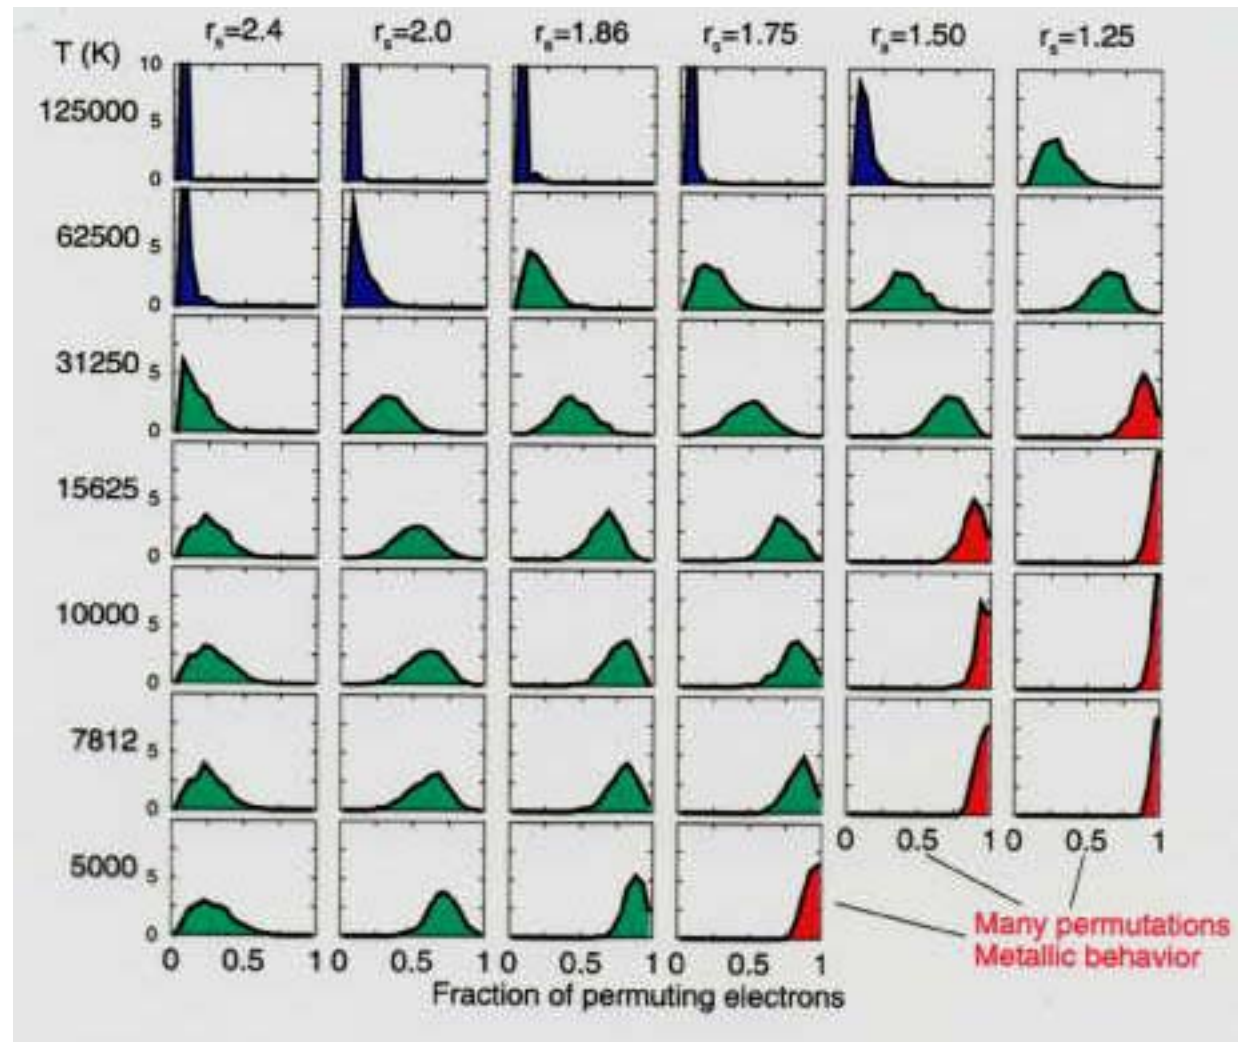 r_s=2.4 r_s=2.0 r_s=1.86 r_s=1.75 r_s=1.50 r_s=1.25
T (K)
10
125000 5
0
62500 5
0
31250 5
0
15625 5
0
10000 5
0
7812 5
0
0 0.5 1 0 0.5 1
5000 5
0
0 0.5 1 0 0.5 1 0 0.5 1 0 0.5 1
Many permutations
Metallic behavior
Fraction of permuting electrons